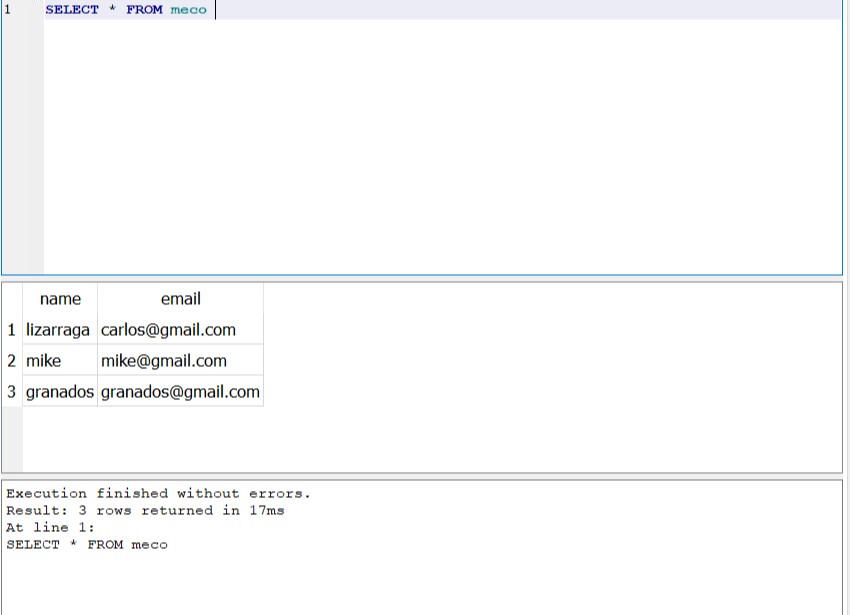 1 SELECT * FROM meco
name email
1 lizarraga carlos@gmail.com
2 mike mike@gmail.com
3 granados granados@gmail.com
Execution finished without errors.
Result: 3 rows returned in 17ms
At line 1:
SELECT * FROM meco